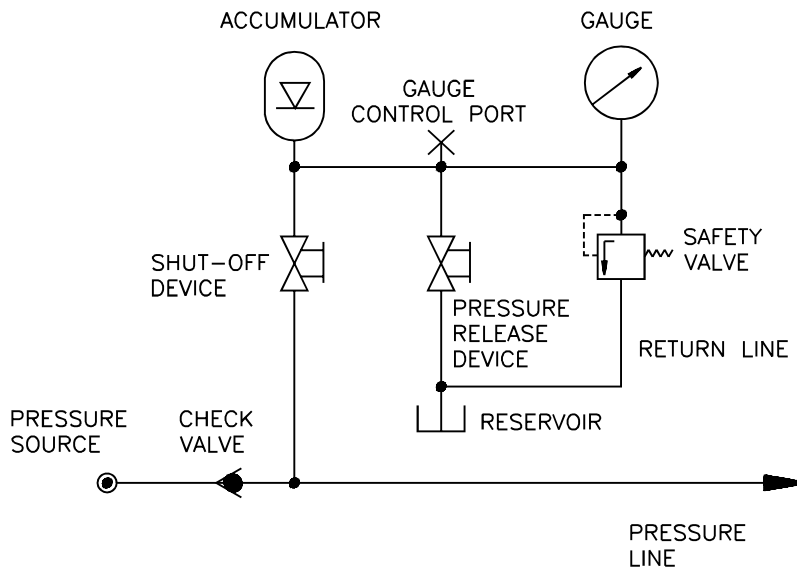 ACCUMULATOR
GAUGE
GAUGE
CONTROL PORT
SHUT-OFF
DEVICE
SAFETY
VALVE
PRESSURE
RELEASE
DEVICE
RETURN LINE
PRESSURE
SOURCE
CHECK
VALVE
RESERVOIR
PRESSURE
LINE